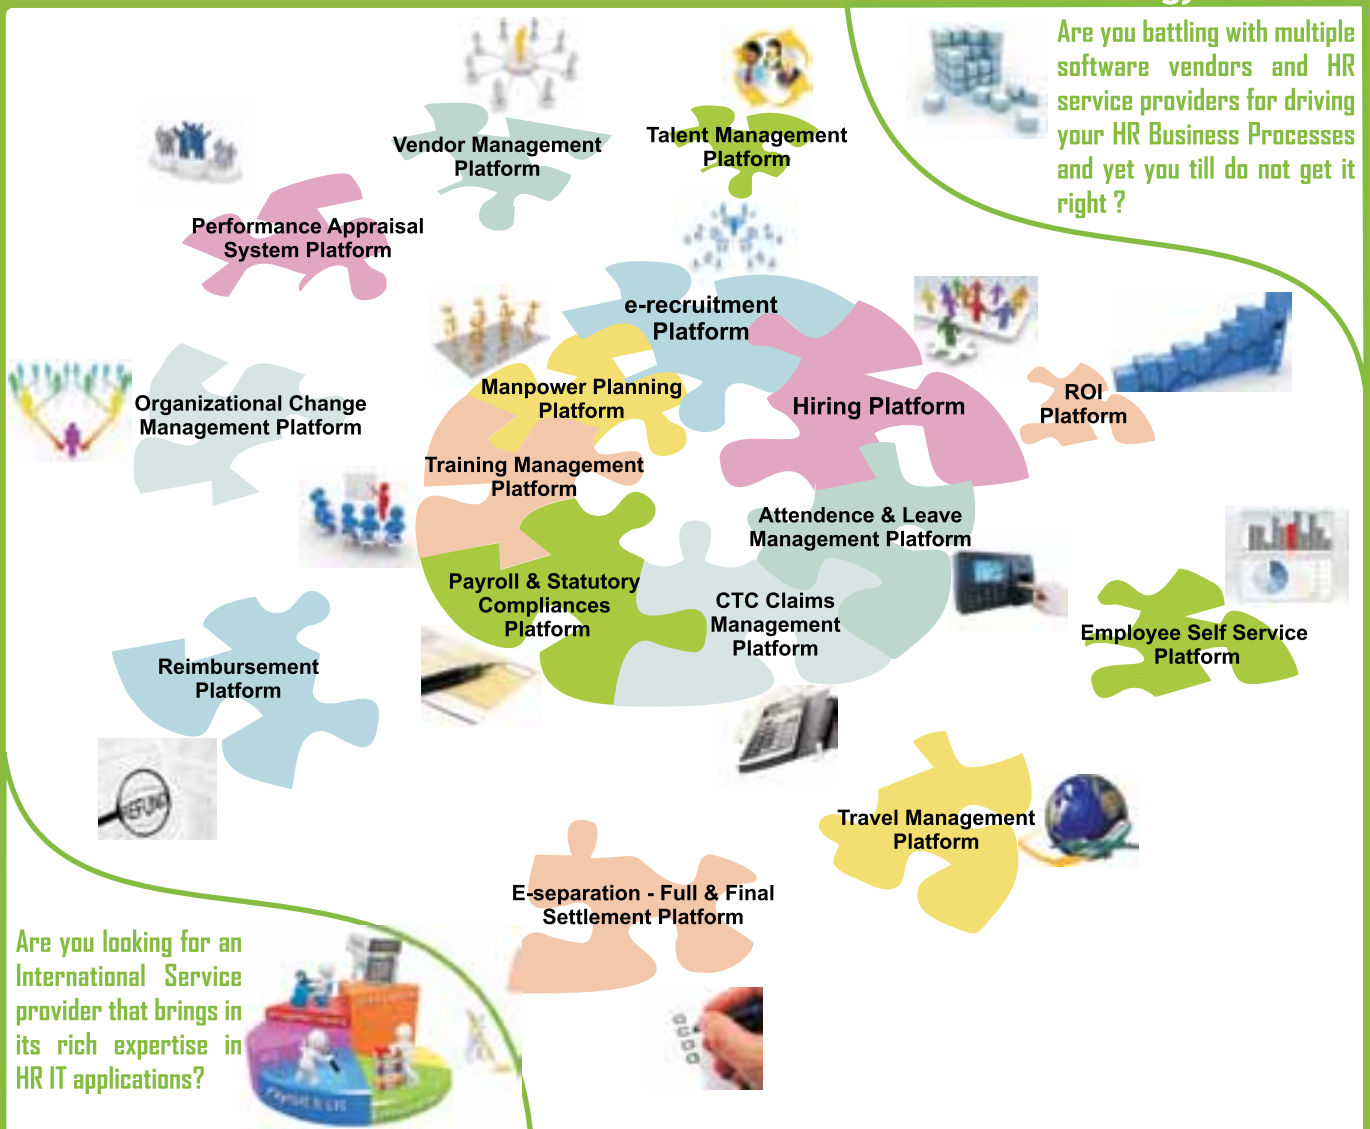 Are you battling with multiple
software vendors and HR
service providers for driving
your HR Business Processes
and yet you till do not get it
right ?
Vendor Management
Platform
Talent Management
Platform
Performance Appraisal
System Platform
e-recruitment
Platform
Manpower Planning
Platform
Hiring Platform
ROI
Platform
Organizational Change
Management Platform
Training Management
Platform
Attendence & Leave
Management Platform
Payroll & Statutory
Compliances
Platform
CTC Claims
Management
Platform
Employee Self Service
Platform
Reimbursement
Platform
REFUND
Travel Management
Platform
E-separation - Full & Final
Settlement Platform
Are you looking for an
International Service
provider that brings in
its rich expertise in
HR IT applications?